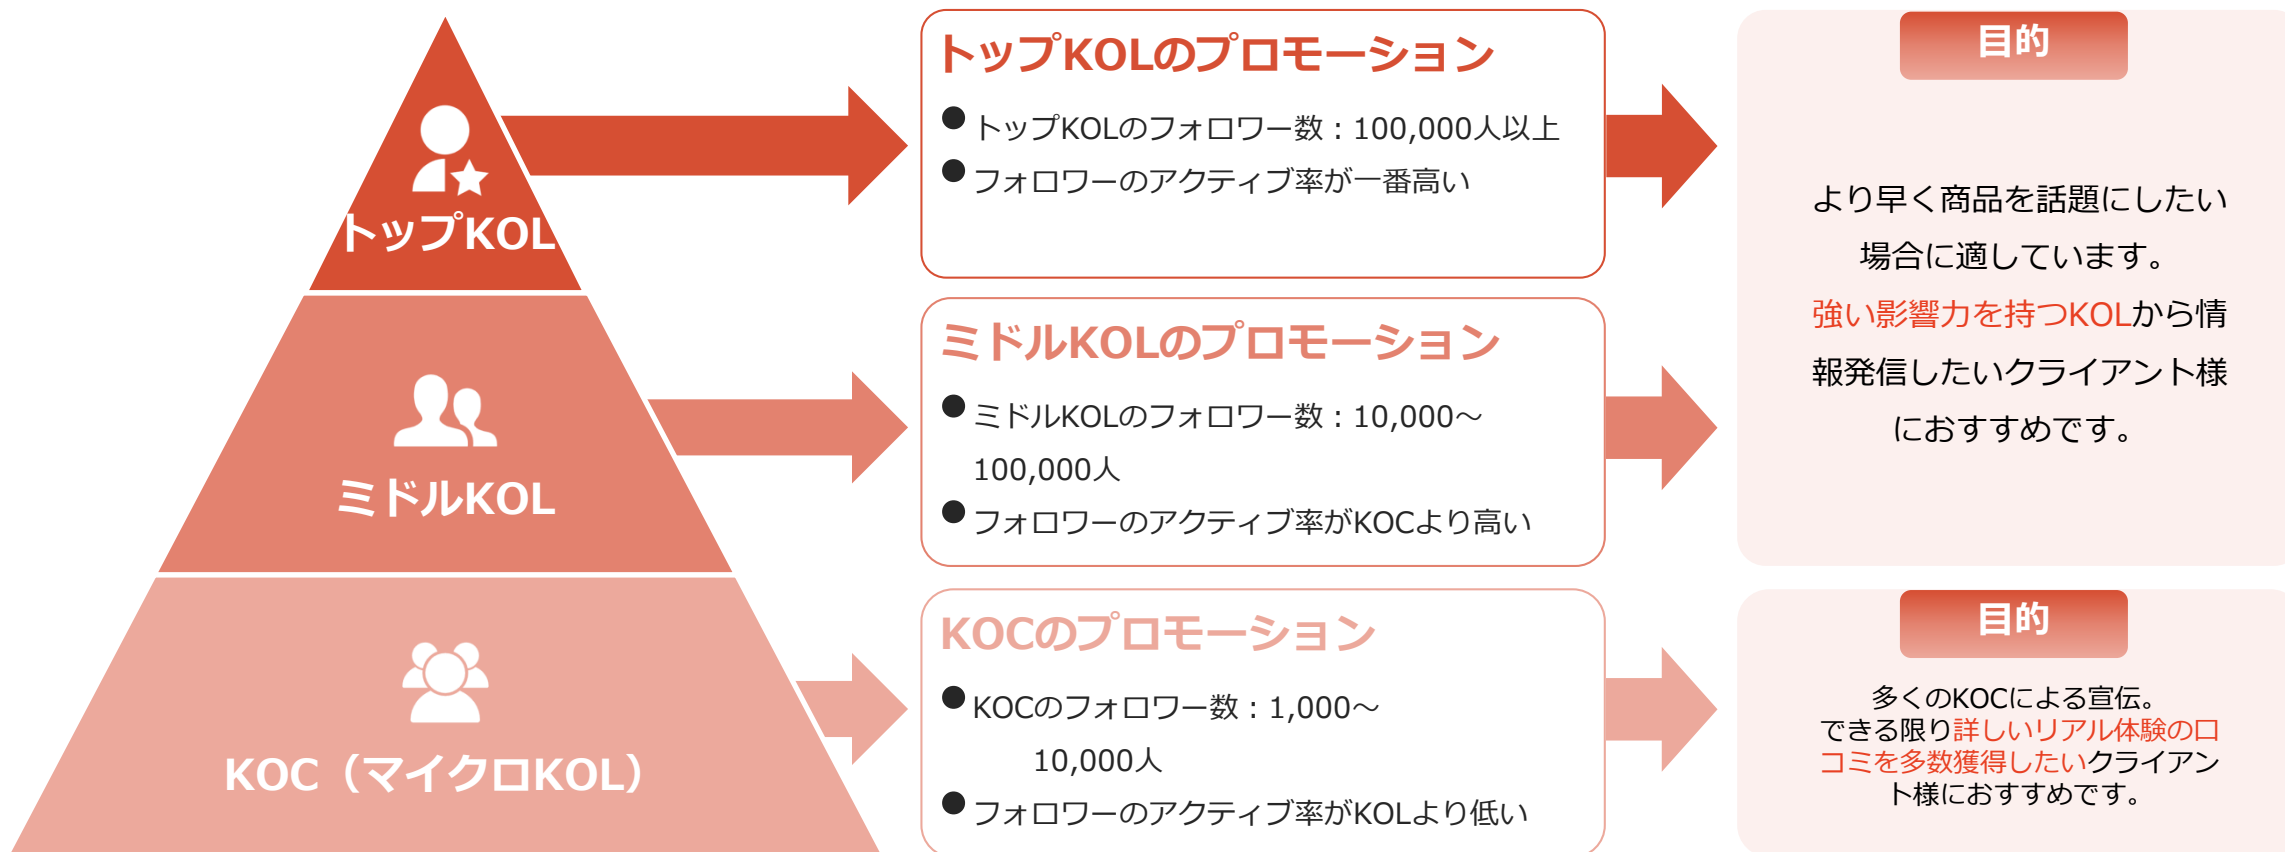 トップKOL
ミドルKOL
KOC（マイクロKOL）
トップKOLのプロモーション
● トップKOLのフォロワー数：100,000人以上
● フォロワーのアクティブ率が一番高い
ミドルKOLのプロモーション
● ミドルKOLのフォロワー数：10,000～
100,000人
● フォロワーのアクティブ率がKOCより高い
KOCのプロモーション
● KOCのフォロワー数：1,000～
10,000人
● フォロワーのアクティブ率がKOLより低い
目的
より早く商品を話題にしたい
場合に適しています。
強い影響力を持つKOLから情
報発信したいクライアント様
におすすめです。
目的
多くのKOCによる宣伝。
できる限り詳しいリアル体験の口
コミを多数獲得したいクライアン
ト様におすすめです。